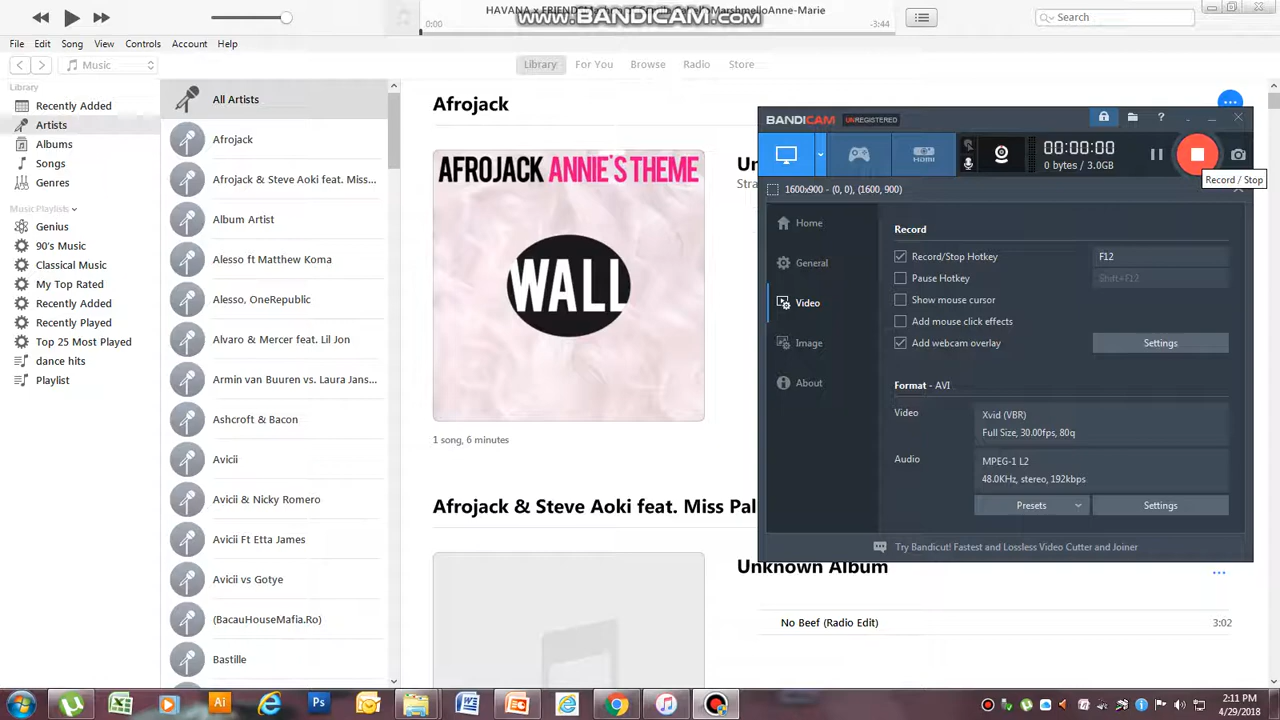 HAVANA x FRIENDS
MarshmelloAnne-Marie
www.BANDICAM.com
0:00
-3:44
Search
File Edit Song View Controls Account Help
Music
Library For You Browse Radio Store
Library
Recently Added
Artists
Albums
Songs
Genres
Music Playlists
Genius
90's Music
Classical Music
My Top Rated
Recently Added
Recently Played
Top 25 Most Played
dance hits
Playlist
All Artists
Afrojack
Afrojack & Steve Aoki feat. Miss...
Album Artist
Alesso ft Matthew Koma
Alesso, OneRepublic
Alvaro & Mercer feat. Lil Jon
Armin van Buuren vs. Laura Jans...
Ashcroft & Bacon
Avicii
Avicii & Nicky Romero
Avicii Ft Etta James
Avicii vs Gotye
(BacauHouseMafia.Ro)
Bastille
Afrojack
AFROJACK ANNIE'S THEME
WALL
1 song, 6 minutes
Un
Stra
Afrojack & Steve Aoki feat. Miss Pal
Unknown Album
No Beef (Radio Edit) 3:02
BANDICAM UNREGISTERED
HDMI
00:00:00
0 bytes / 3.0GB
Record / Stop
1600x900 - (0, 0), (1600, 900)
Home
General
Video
Image
About
Record
Record/Stop Hotkey F12
Pause Hotkey Shift+F12
Show mouse cursor
Add mouse click effects
Add webcam overlay Settings
Format - AVI
Video
Xvid (VBR)
Full Size, 30.00fps, 80q
Audio
MPEG-1 L2
48.0KHz, stereo, 192kbps
Presets Settings
Try Bandicut! Fastest and Lossless Video Cutter and Joiner
Ai
Ps
2:11 PM
4/29/2018